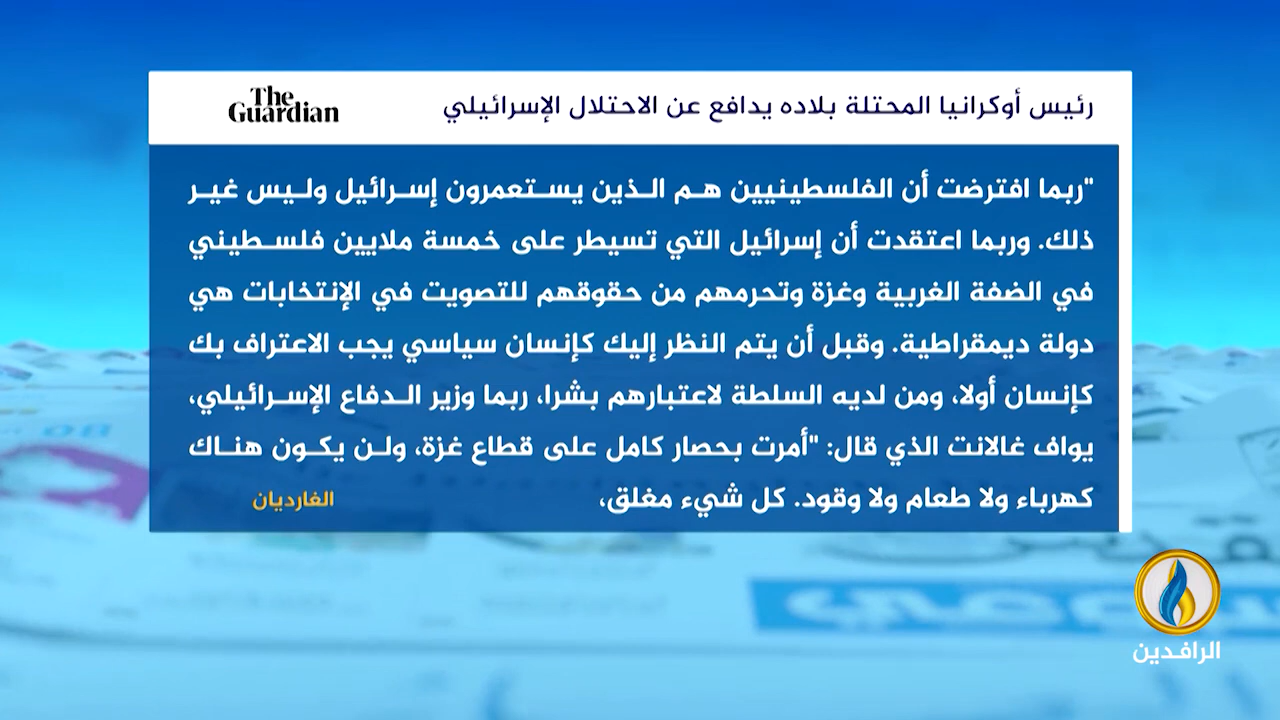 The
Guardian
رئيس أوكرانيا المحتلة بلاده يدافع عن الاحتلال الإسرائيلي
"ربما افترضت أن الفلسطينيين هم الذين يستعمرون إسرائيل وليس غير
ذلك. وربما اعتقدت أن إسرائيل التي تسيطر على خمسة ملايين فلسطيني
في الضفة الغربية وغزة وتحرمهم من حقوقهم للتصويت في الإنتخابات هي
دولة ديمقراطية. وقبل أن يتم النظر إليك كإنسان سياسي يجب الاعتراف بك
كإنسان أولا، ومن لديه السلطة لاعتبارهم بشرا، ربما وزير الدفاع الإسرائيلي،
يواف غالانت الذي قال: "أمرت بحصار كامل على قطاع غزة، ولن يكون هناك
كهرباء ولا طعام ولا وقود. كل شيء مغلق،
الغارديان
الرافدين